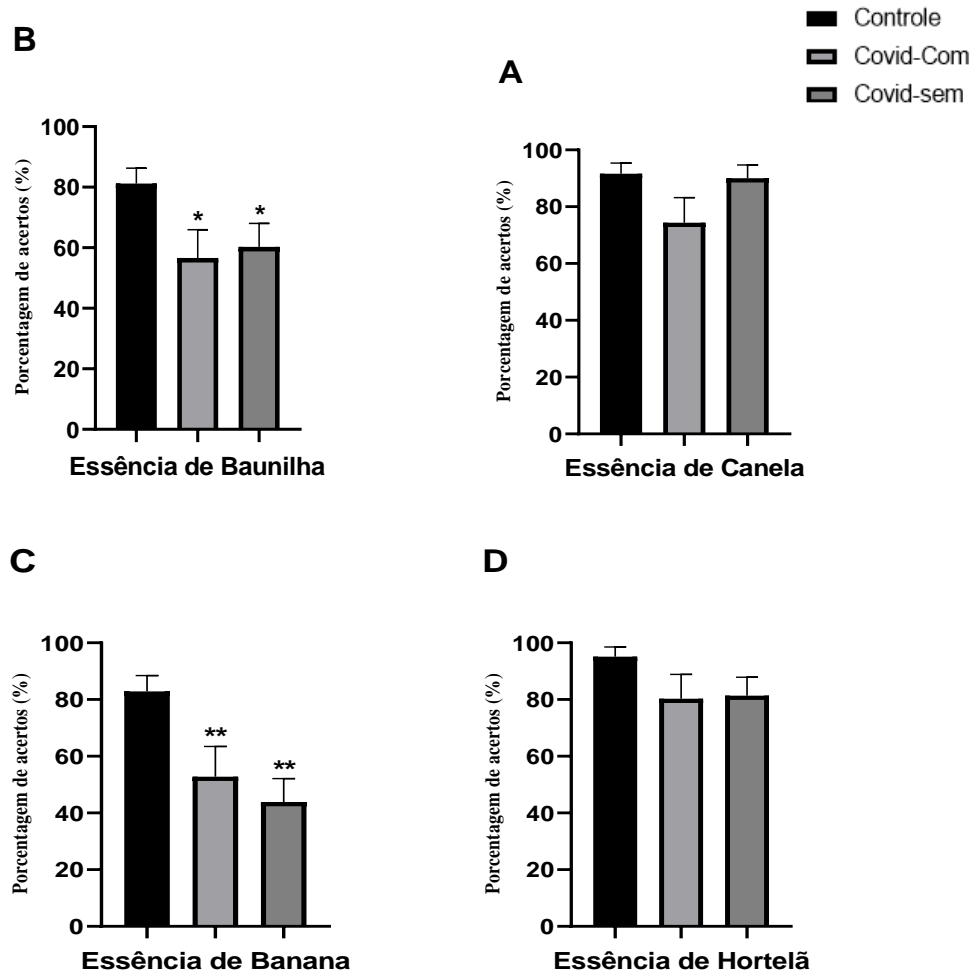 Controle
Covid-Com
Covid-sem
B
Porcentagem de acertos (%)
100
80
60
40
20
0
*
*
Essência de Baunilha
A
Porcentagem de acertos (%)
100
80
60
40
20
0
Essência de Canela
C
Porcentagem de acertos (%)
100
80
60
40
20
0
**
**
Essência de Banana
D
Porcentagem de acertos (%)
100
80
60
40
20
0
Essência de Hortelã